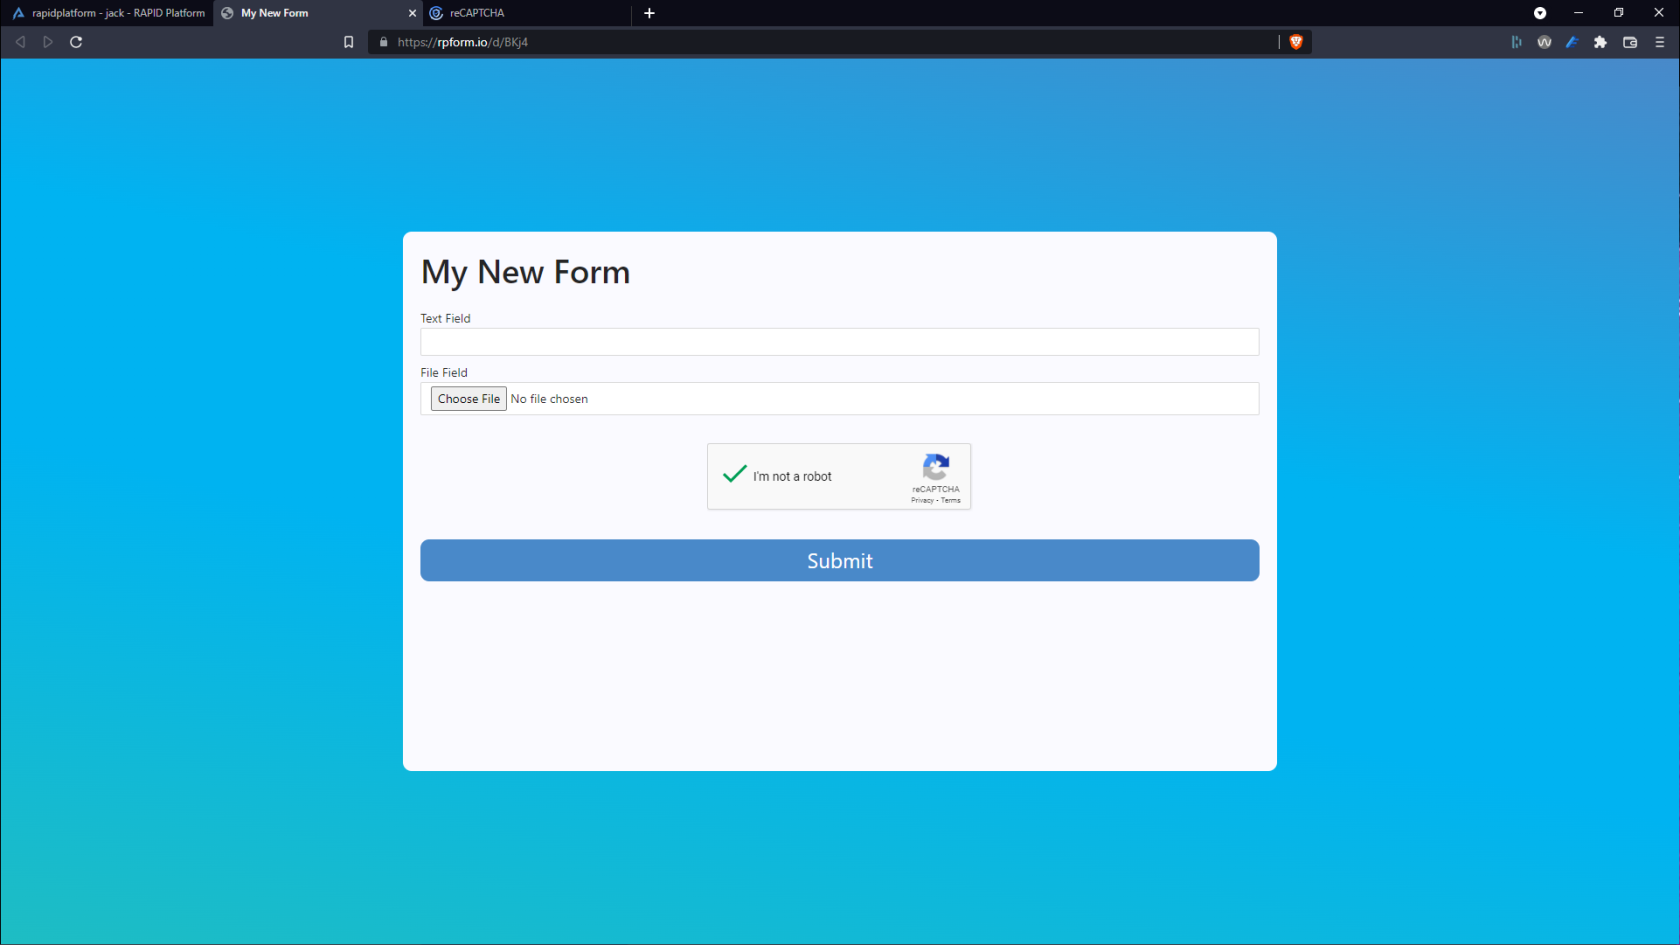 rapidplatform - jack - RAPID Platform
My New Form
reCAPTCHA
https://rpform.io/d/BKj4
My New Form
Text Field
File Field
Choose File No file chosen
I'm not a robot
reCAPTCHA
Privacy - Terms
Submit